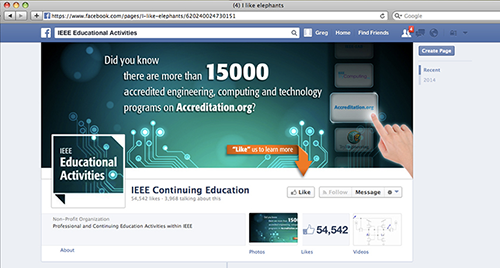 (4) I like elephants
https://www.facebook.com/pages/I-like-elephants/620240024730151
Google
IEEE Educational Activities
Greg
Home
Find Friends
Create Page
Recent
2014
Did you know
there are more than 15000
accredited engineering, computing and technology
programs on Accreditation.org?
Accreditation.org
"Like" us to learn more
IEEE
Educational
Activities
IEEE Continuing Education
54,542 likes · 3,968 talking about this
Like
Follow
Message
Non-Profit Organization
Professional and Continuing Education Activities within IEEE
About
54,542
Photos
Likes
Videos